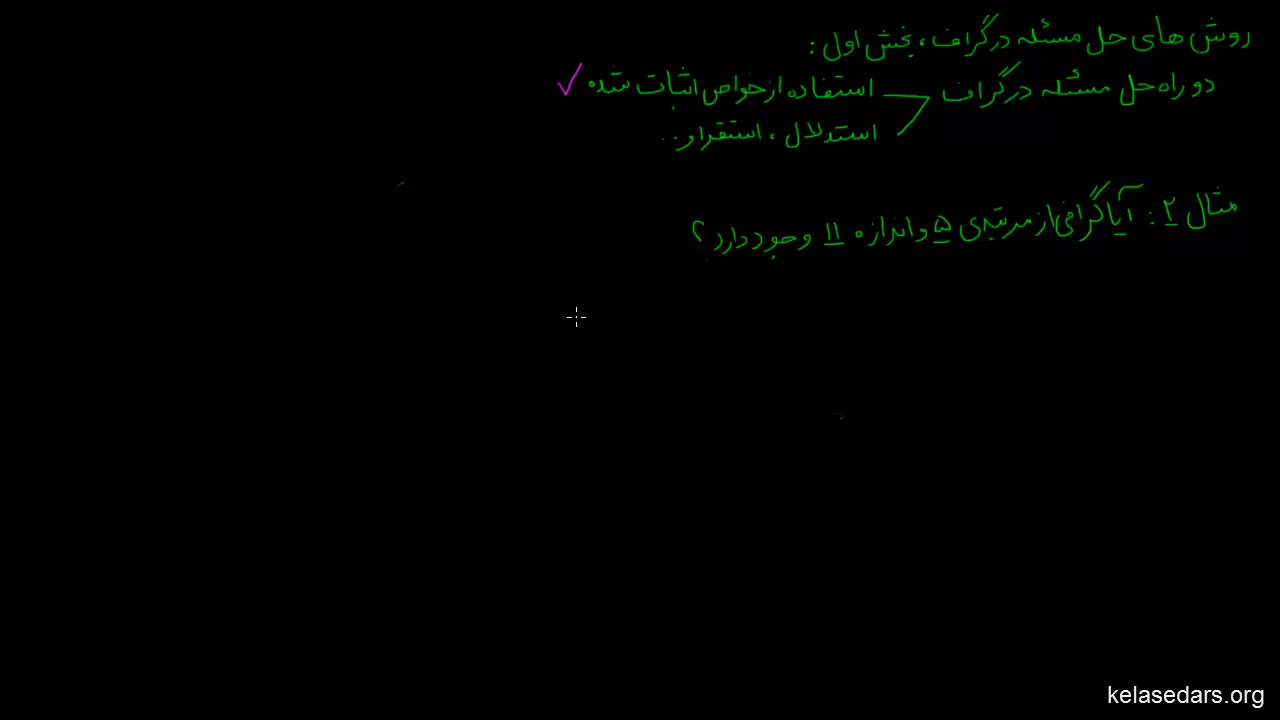 روش های حل مسئله در گراف ، بخش اول :
دو راه حل مسئله در گراف استفاده از خواص اثبات شده ✓
استدلال ، استقرا و ...
مثال ۲ : آیا گرافی از مرتبه‌ی ۵ و اندازه ۱۱ وجود دارد ؟
kelasedars.org